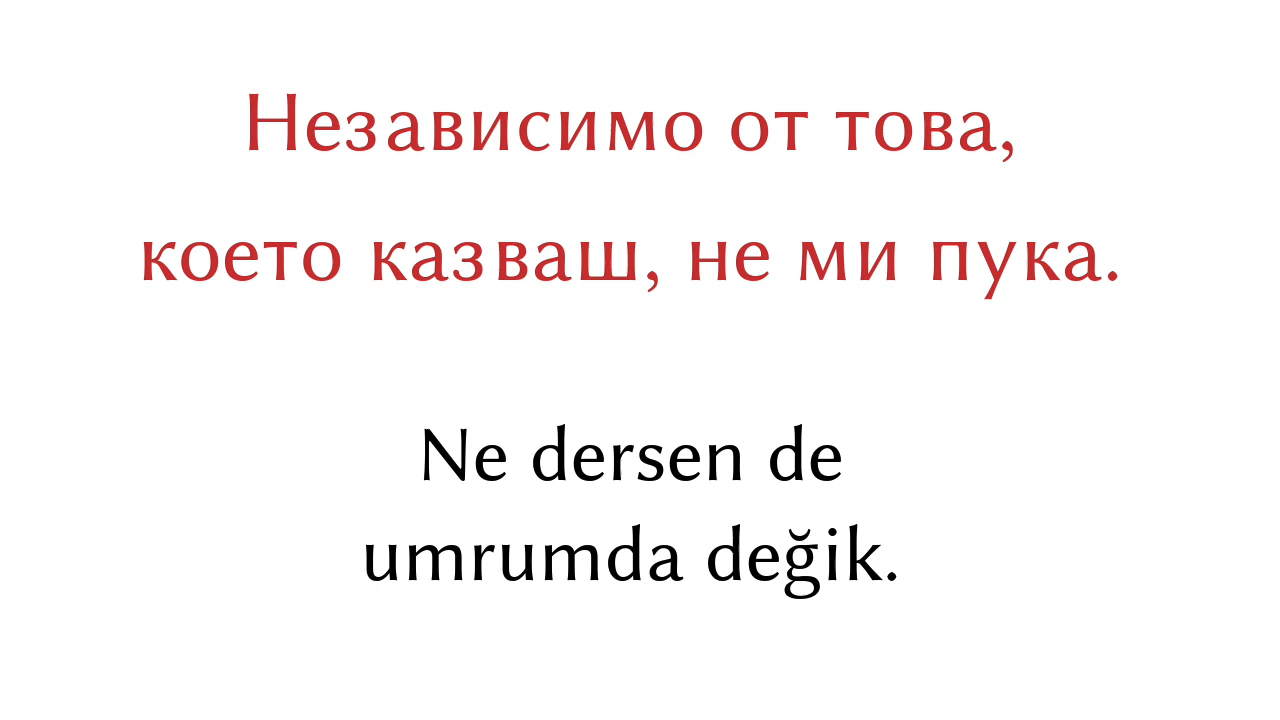 Независимо от това,
което казваш, не ми пука.
Ne dersen de
umrumda değik.